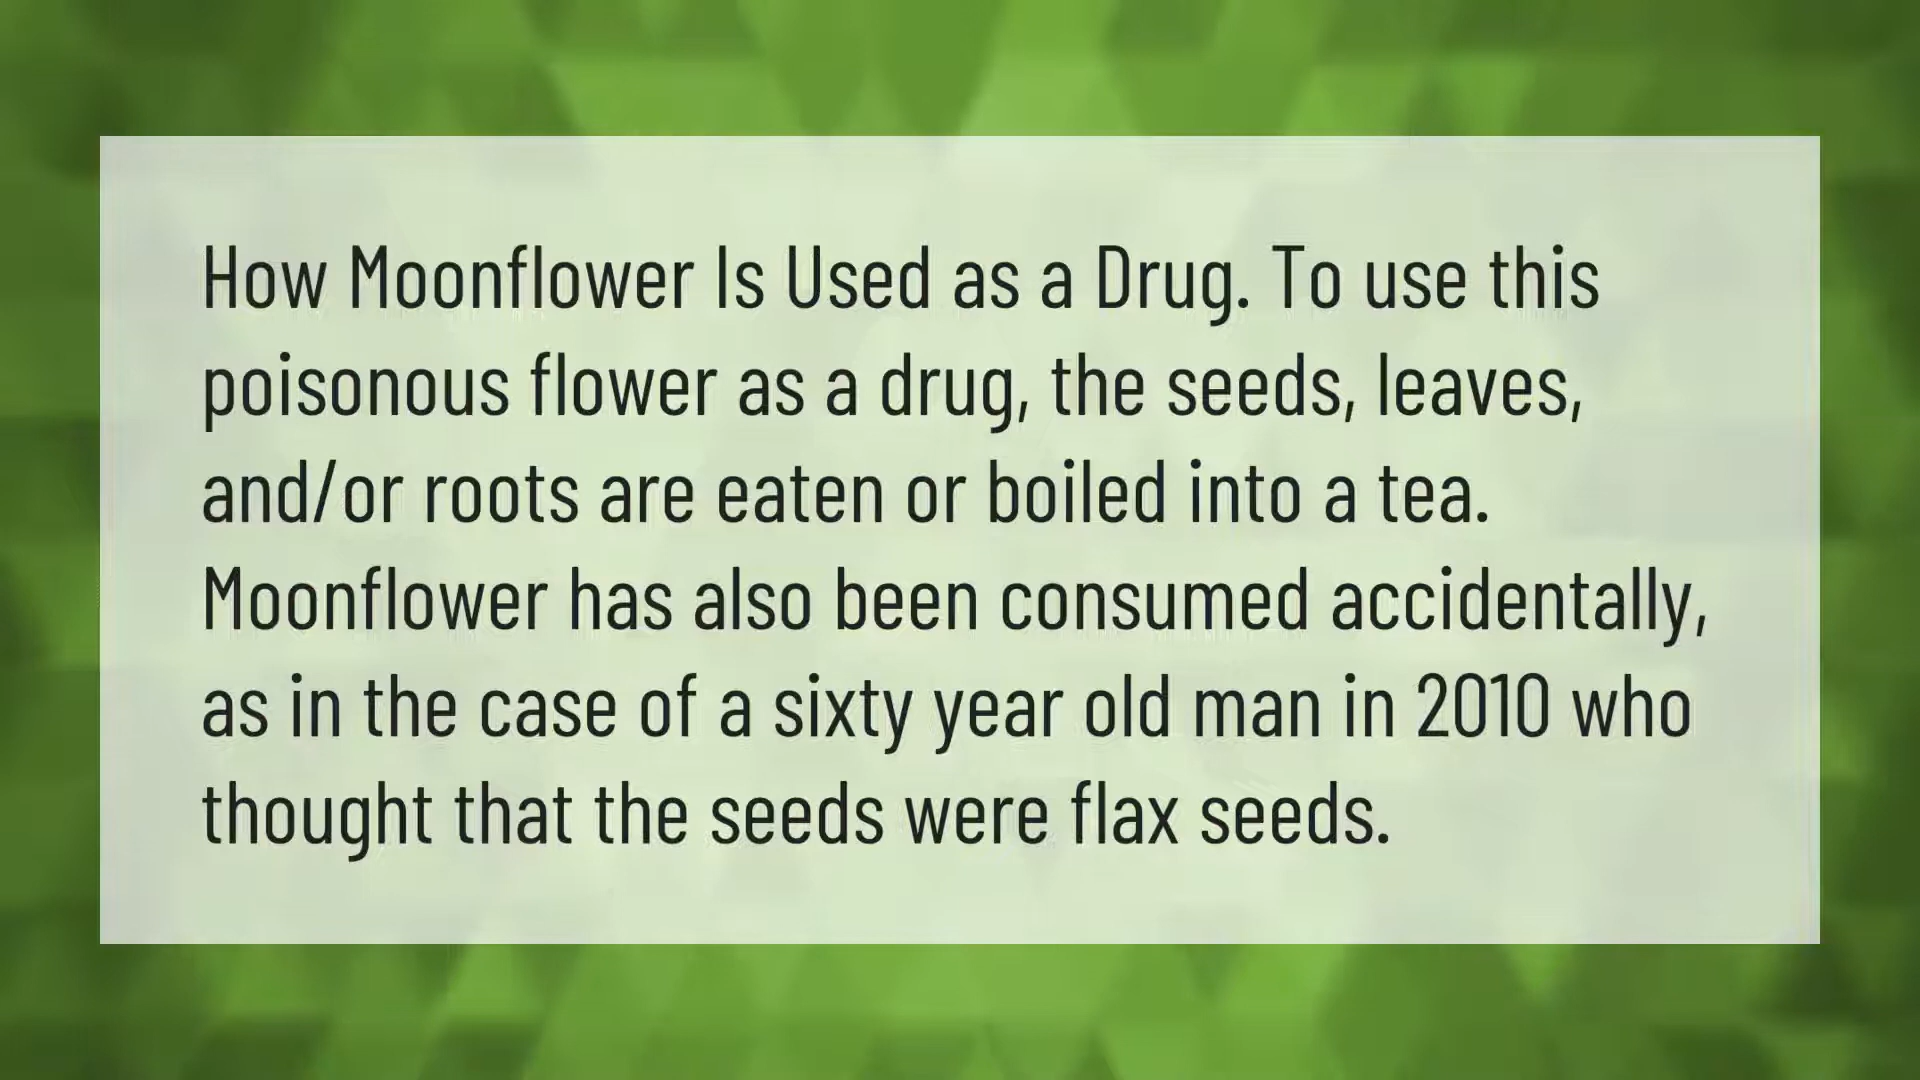 How Moonflower Is Used as a Drug. To use this
poisonous flower as a drug, the seeds, leaves,
and/or roots are eaten or boiled into a tea.
Moonflower has also been consumed accidentally,
as in the case of a sixty year old man in 2010 who
thought that the seeds were flax seeds.